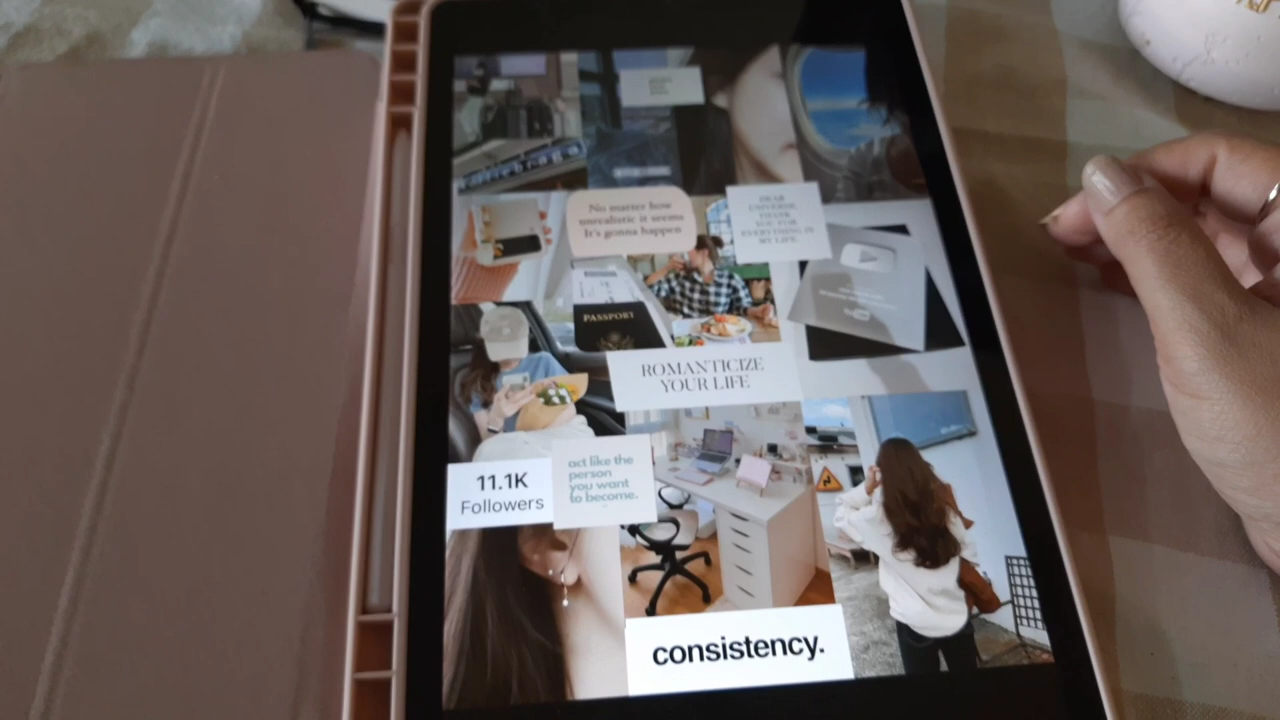 No matter how
unrealistic it seems
It's gonna happen
DEAR
UNIVERSE,
THANK
YOU FOR
EVERYTHING IN
MY LIFE.
PASSPORT
ROMANTICIZE
YOUR LIFE
11.1K
Followers
act like the
person
you want
to become.
consistency.